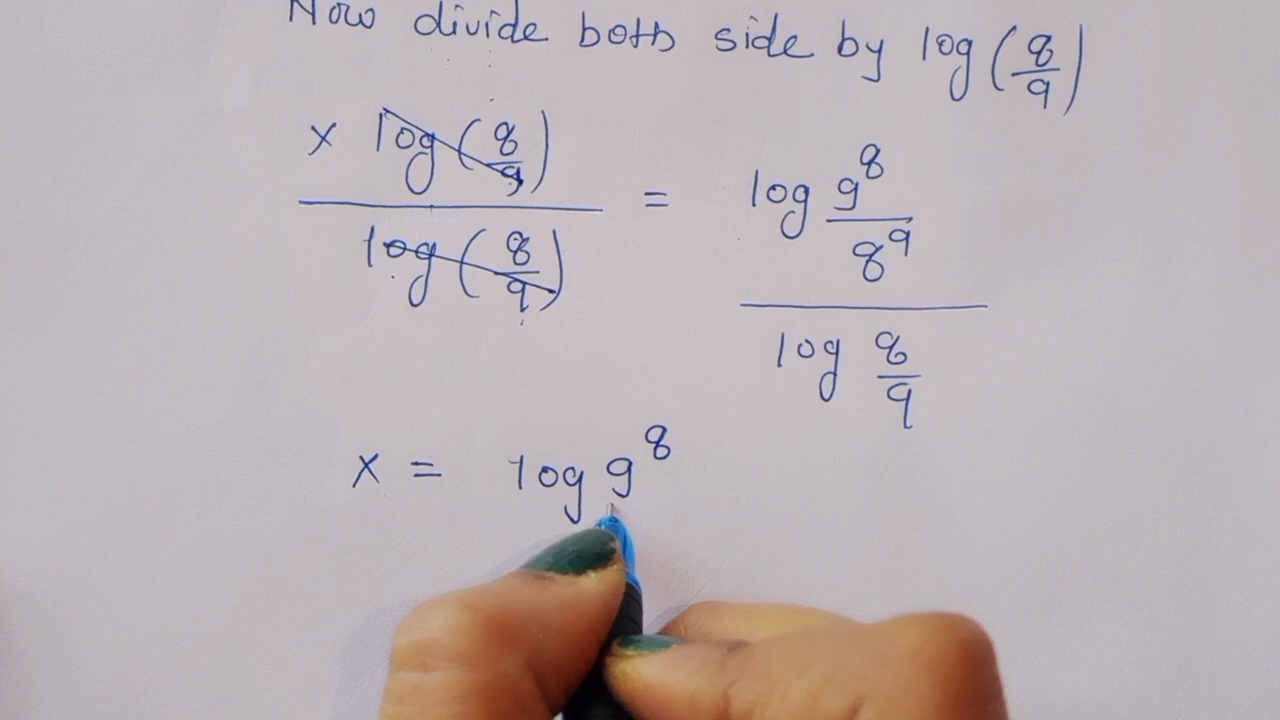 Now divide both side by log(8/9)
x log(8/9) / log(8/9) = log 9^8/8^9 / log 8/9
x = log 9^8